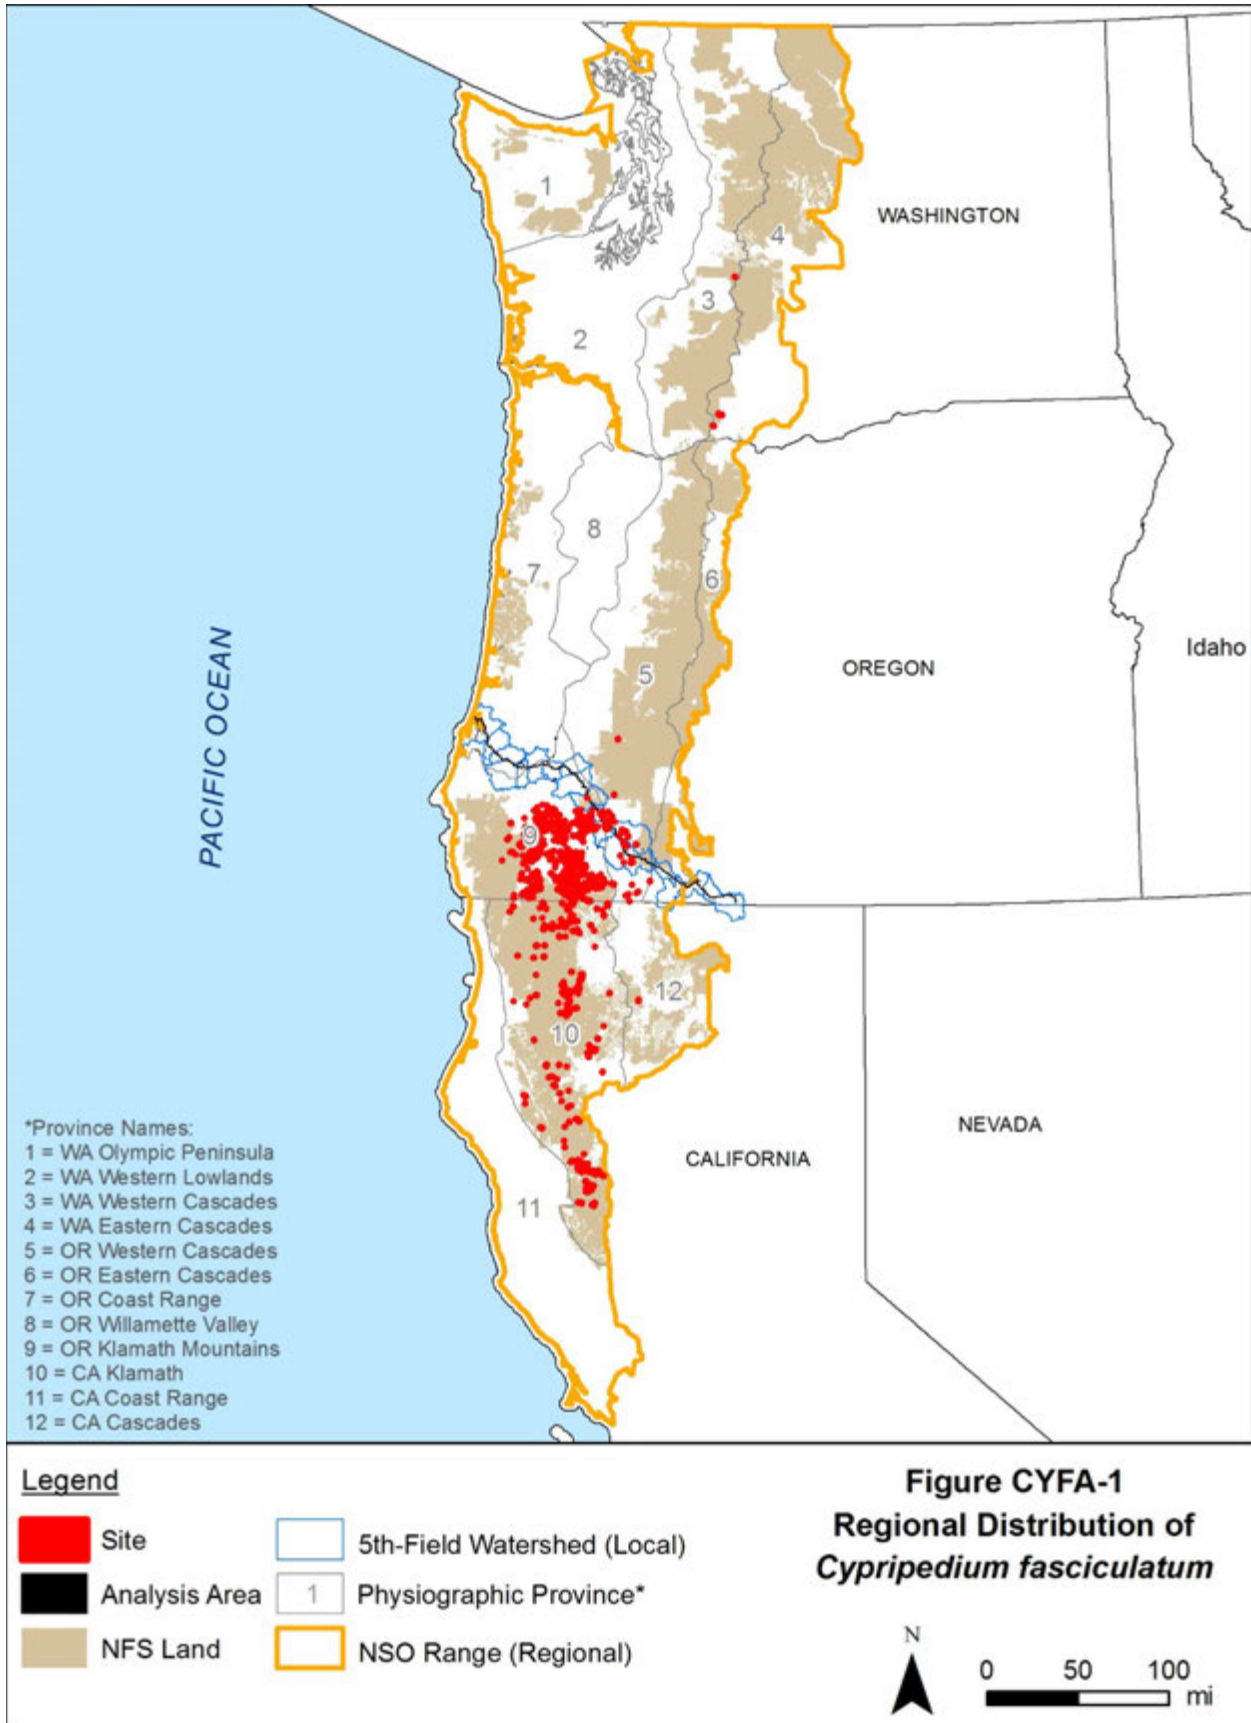 1
WASHINGTON
4
3
2
8
7
6
5
OREGON
Idaho
PACIFIC OCEAN
9
12
10
NEVADA
CALIFORNIA
11
*Province Names:
1 = WA Olympic Peninsula
2 = WA Western Lowlands
3 = WA Western Cascades
4 = WA Eastern Cascades
5 = OR Western Cascades
6 = OR Eastern Cascades
7 = OR Coast Range
8 = OR Willamette Valley
9 = OR Klamath Mountains
10 = CA Klamath
11 = CA Coast Range
12 = CA Cascades
Legend
Site
Analysis Area
NFS Land
5th-Field Watershed (Local)
1 Physiographic Province*
NSO Range (Regional)
Figure CYFA-1
Regional Distribution of
Cypripedium fasciculatum
N
0 50 100
mi